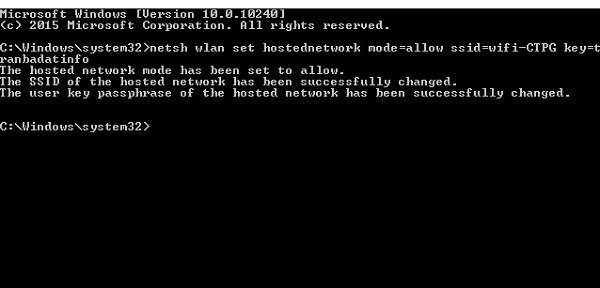 Microsoft Windows [Version 10.0.10240]
(c) 2015 Microsoft Corporation. All rights reserved.
C:\Windows\system32>netsh wlan set hostednetwork mode=allow ssid=wifi-CTPG key=t
ranbadatinfo
The hosted network mode has been set to allow.
The SSID of the hosted network has been successfully changed.
The user key passphrase of the hosted network has been successfully changed.
C:\Windows\system32>